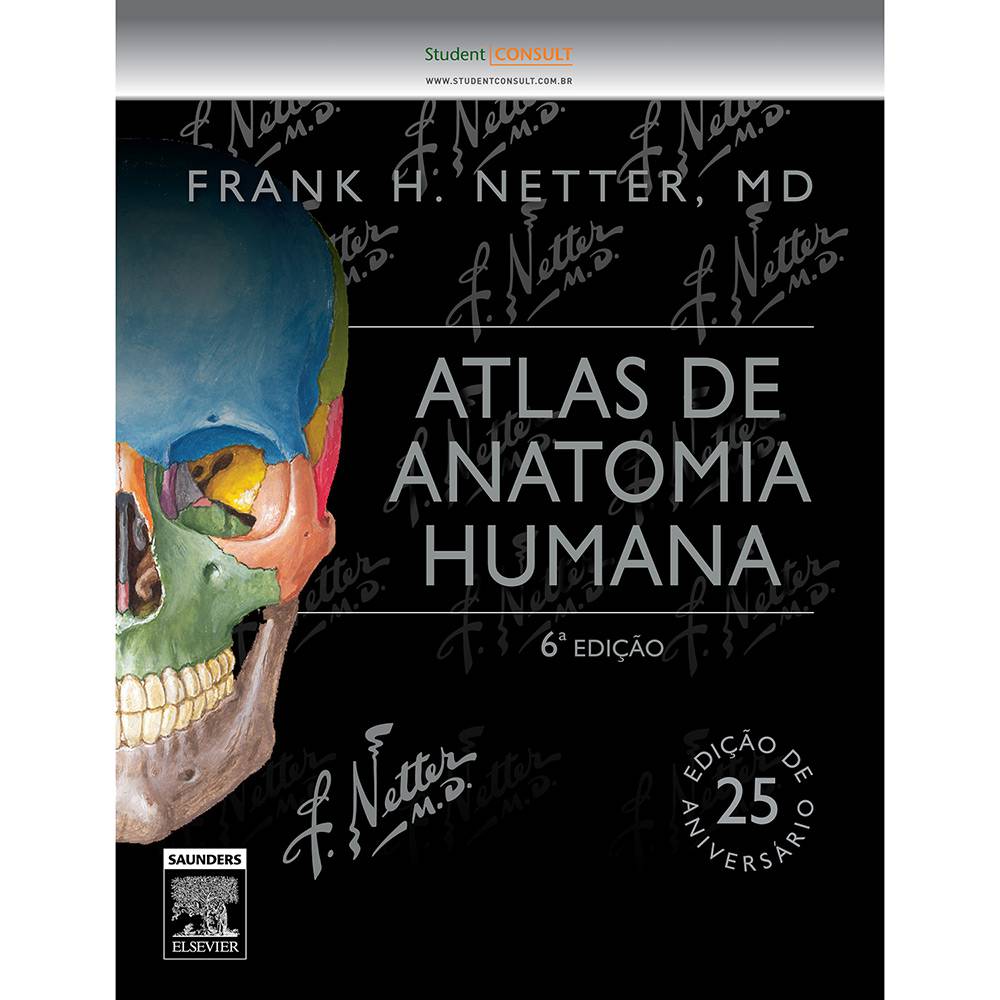 Student CONSULT
WWW.STUDENTCONSULT.COM.BR
FRANK H. NETTER, MD
ATLAS DE
ANATOMIA
HUMANA
6ª EDIÇÃO
F. Netter
M.D.
EDIÇÃO DE
25
ANIVERSÁRIO
SAUNDERS
ELSEVIER